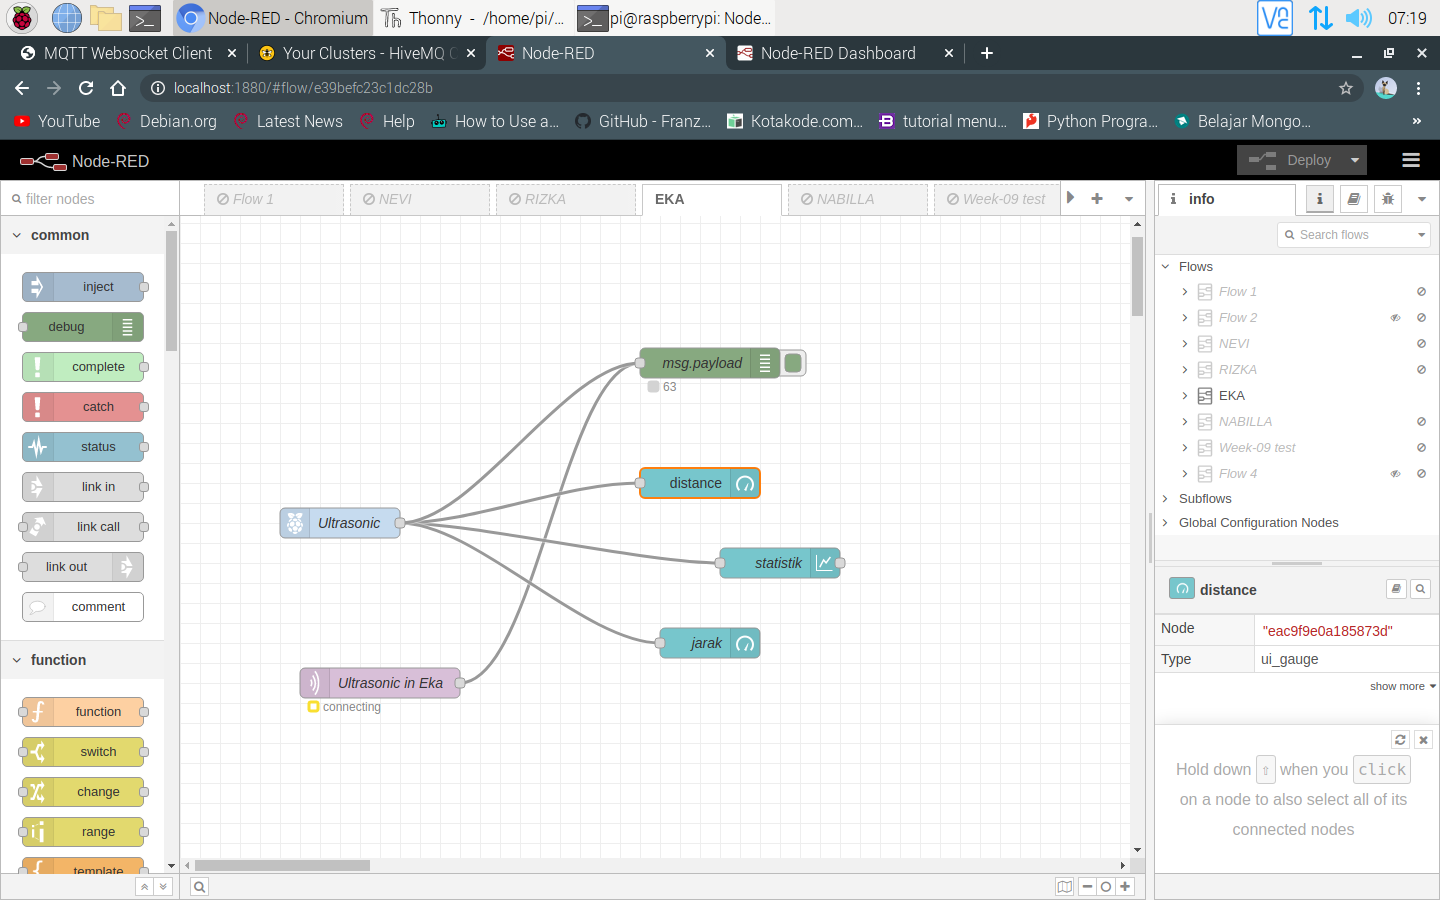 Node-RED - Chromium
Thonny - /home/pi/...
pi@raspberrypi: Node...
07:19
MQTT Websocket Client
Your Clusters - HiveMQ C
Node-RED
Node-RED Dashboard
localhost:1880/#flow/e39befc23c1dc28b
YouTube
Debian.org
Latest News
Help
How to Use a...
GitHub - Franz...
Kotakode.com...
tutorial menu...
Python Progra...
Belajar Mongo...
»
Node-RED
Deploy
filter nodes
Flow 1
NEVI
RIZKA
EKA
NABILLA
Week-09 test
info
common
inject
debug
complete
catch
status
link in
link call
link out
comment
function
function
switch
change
range
template
msg.payload
63
distance
Ultrasonic
statistik
jarak
Ultrasonic in Eka
connecting
Search flows
Flows
Flow 1
Flow 2
NEVI
RIZKA
EKA
NABILLA
Week-09 test
Flow 4
Subflows
Global Configuration Nodes
distance
Node "eac9f9e0a185873d"
Type ui_gauge
show more
Hold down ⇧ when you click
on a node to also select all of its
connected nodes